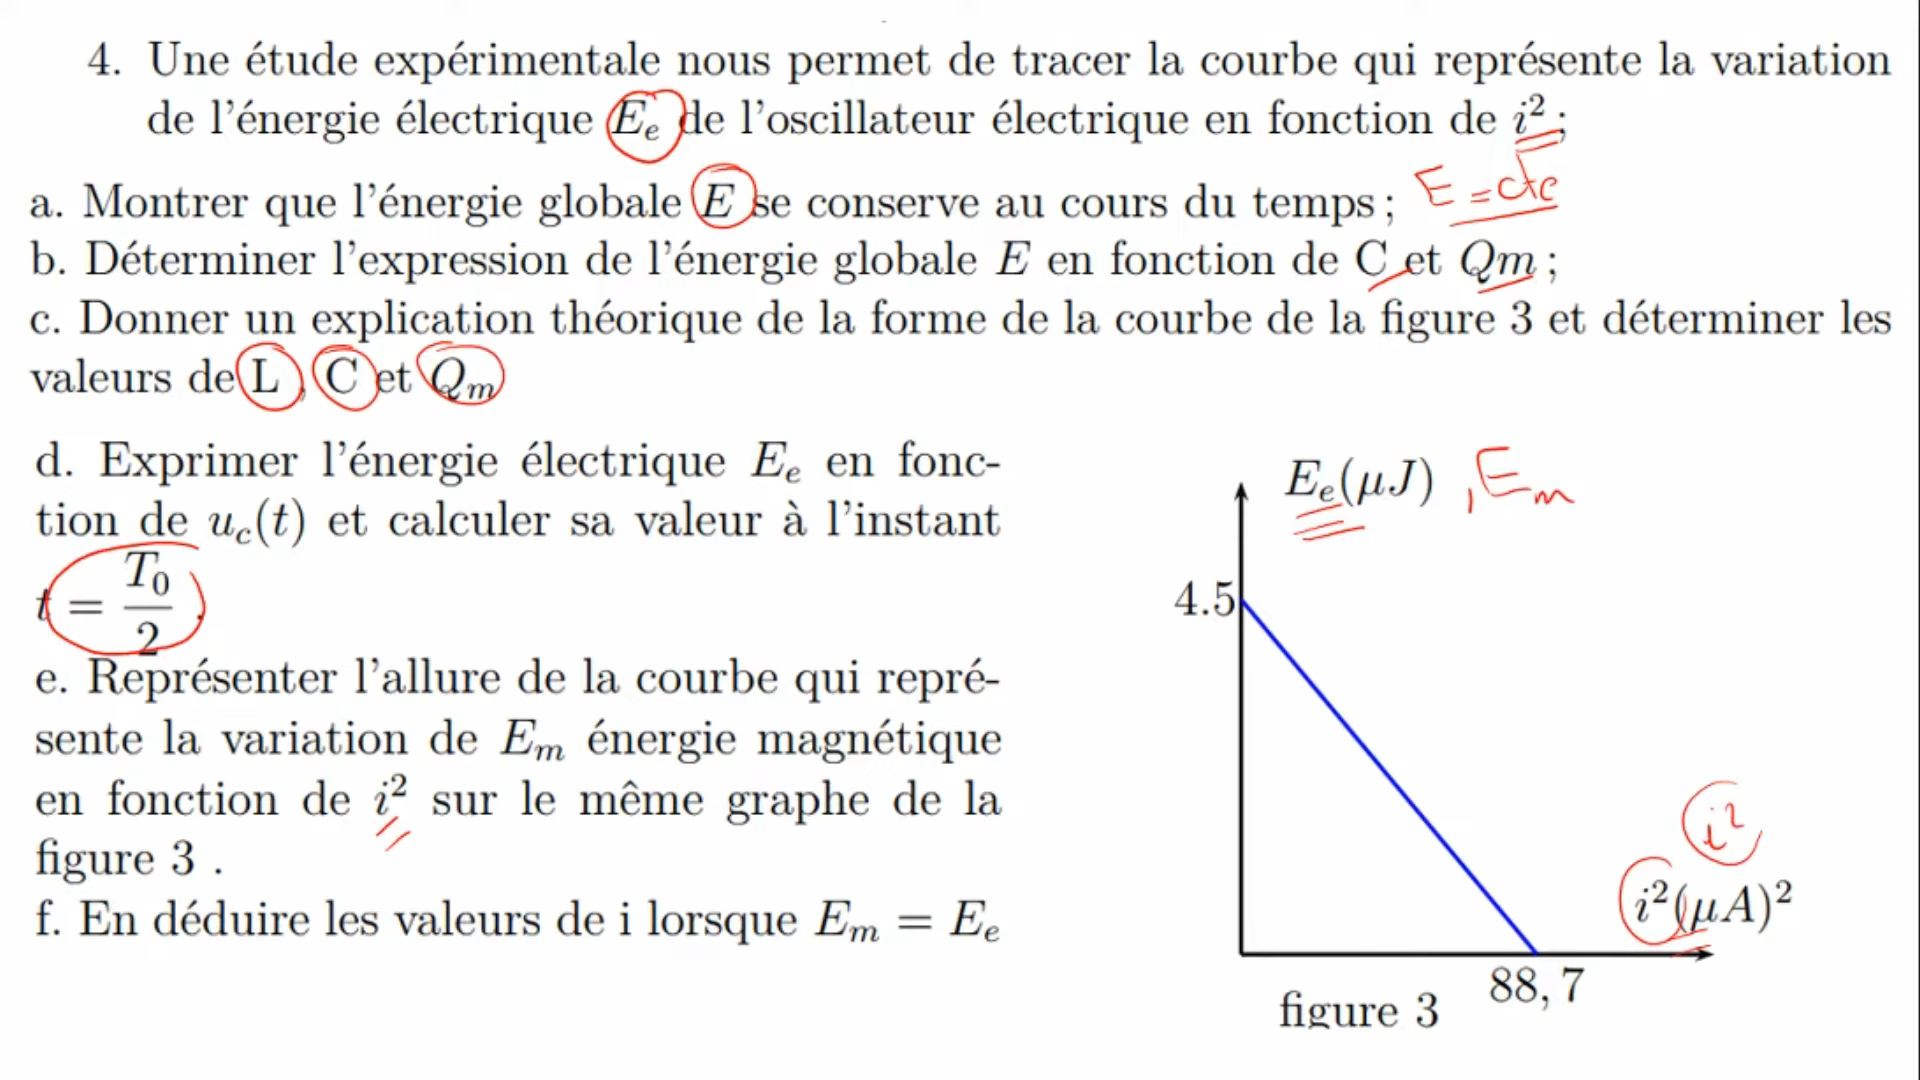 4. Une étude expérimentale nous permet de tracer la courbe qui représente la variation
de l'énergie électrique Eₑ de l'oscillateur électrique en fonction de i² ;
a. Montrer que l'énergie globale E se conserve au cours du temps ; E = cte
b. Déterminer l'expression de l'énergie globale E en fonction de C et Qm ;
c. Donner un explication théorique de la forme de la courbe de la figure 3 et déterminer les
valeurs de L , C et Qₘ
d. Exprimer l'énergie électrique Eₑ en fonc-
tion de u_c(t) et calculer sa valeur à l'instant
t = T₀/2 .
e. Représenter l'allure de la courbe qui repré-
sente la variation de Eₘ énergie magnétique
en fonction de i² sur le même graphe de la
figure 3 .
f. En déduire les valeurs de i lorsque Eₘ = Eₑ
Eₑ(μJ) , Eₘ
4.5
i²
i²(μA)²
88, 7
figure 3